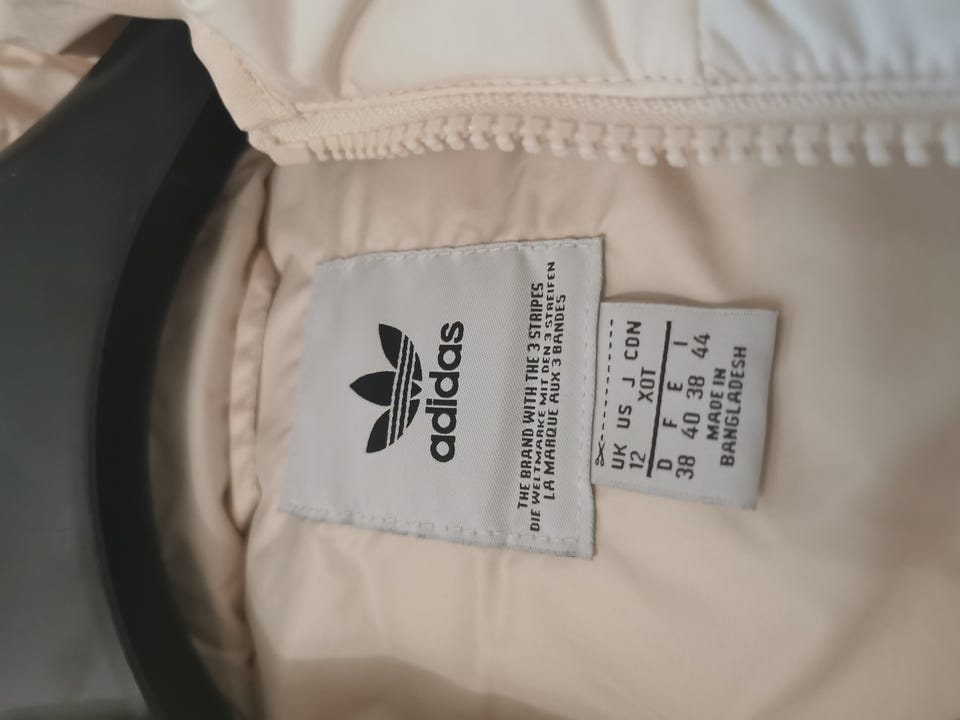 adidas
THE BRAND WITH THE 3 STRIPES
DIE WELTMARKE MIT DEN 3 STREIFEN
LA MARQUE AUX 3 BANDES
UK US J CDN
12 XOT
D F E I
38 40 38 44
MADE IN
BANGLADESH